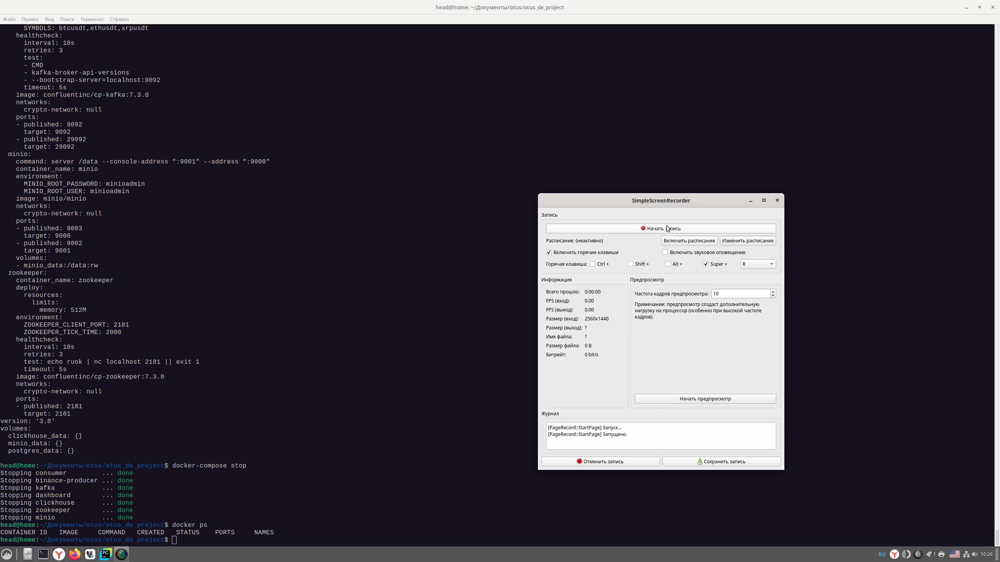 head@home: ~/Документы/otus/otus_de_project
Файл Правка Вид Поиск Терминал Справка
      SYMBOLS: btcusdt,ethusdt,xrpusdt
    healthcheck:
      interval: 10s
      retries: 3
      test:
      - CMD
      - kafka-broker-api-versions
      - --bootstrap-server=localhost:9092
      timeout: 5s
    image: confluentinc/cp-kafka:7.3.0
    networks:
      crypto-network: null
    ports:
    - published: 9092
      target: 9092
    - published: 29092
      target: 29092
  minio:
    command: server /data --console-address ":9001" --address ":9000"
    container_name: minio
    environment:
      MINIO_ROOT_PASSWORD: minioadmin
      MINIO_ROOT_USER: minioadmin
    image: minio/minio
    networks:
      crypto-network: null
    ports:
    - published: 9003
      target: 9000
    - published: 9002
      target: 9001
    volumes:
    - minio_data:/data:rw
  zookeeper:
    container_name: zookeeper
    deploy:
      resources:
        limits:
          memory: 512M
    environment:
      ZOOKEEPER_CLIENT_PORT: 2181
      ZOOKEEPER_TICK_TIME: 2000
    healthcheck:
      interval: 10s
      retries: 3
      test: echo ruok | nc localhost 2181 || exit 1
      timeout: 5s
    image: confluentinc/cp-zookeeper:7.3.0
    networks:
      crypto-network: null
    ports:
    - published: 2181
      target: 2181
version: '3.8'
volumes:
  clickhouse_data: {}
  minio_data: {}
  postgres_data: {}
head@home:~/Документы/otus/otus_de_project$ docker-compose stop
Stopping consumer         ... done
Stopping binance-producer ... done
Stopping kafka            ... done
Stopping dashboard        ... done
Stopping clickhouse       ... done
Stopping zookeeper        ... done
Stopping minio            ... done
head@home:~/Документы/otus/otus_de_project$ docker ps
CONTAINER ID   IMAGE     COMMAND   CREATED   STATUS    PORTS     NAMES
head@home:~/Документы/otus/otus_de_project$
SimpleScreenRecorder
Запись
Начать запись
Расписание: (неактивно) Включить расписание Изменить расписание
Включить горячие клавиши Включить звуковое оповещение
Горячая клавиша: Ctrl + Shift + Alt + Super + R
Информация
Всего прошло: 0:00:00
FPS (вход): 0.00
FPS (выход): 0.00
Размер (вход): 2560x1440
Размер (выход): ?
Имя файла: ?
Размер файла: 0 B
Битрейт: 0 bit/s
Предпросмотр
Частота кадров предпросмотра: 10
Примечание: предпросмотр создаст дополнительную
нагрузку на процессор (особенно при высокой частоте
кадров).
Начать предпросмотр
Журнал
[PageRecord::StartPage] Запуск...
[PageRecord::StartPage] Запущено.
Отменить запись Сохранить запись
PC
RU 1 10:26